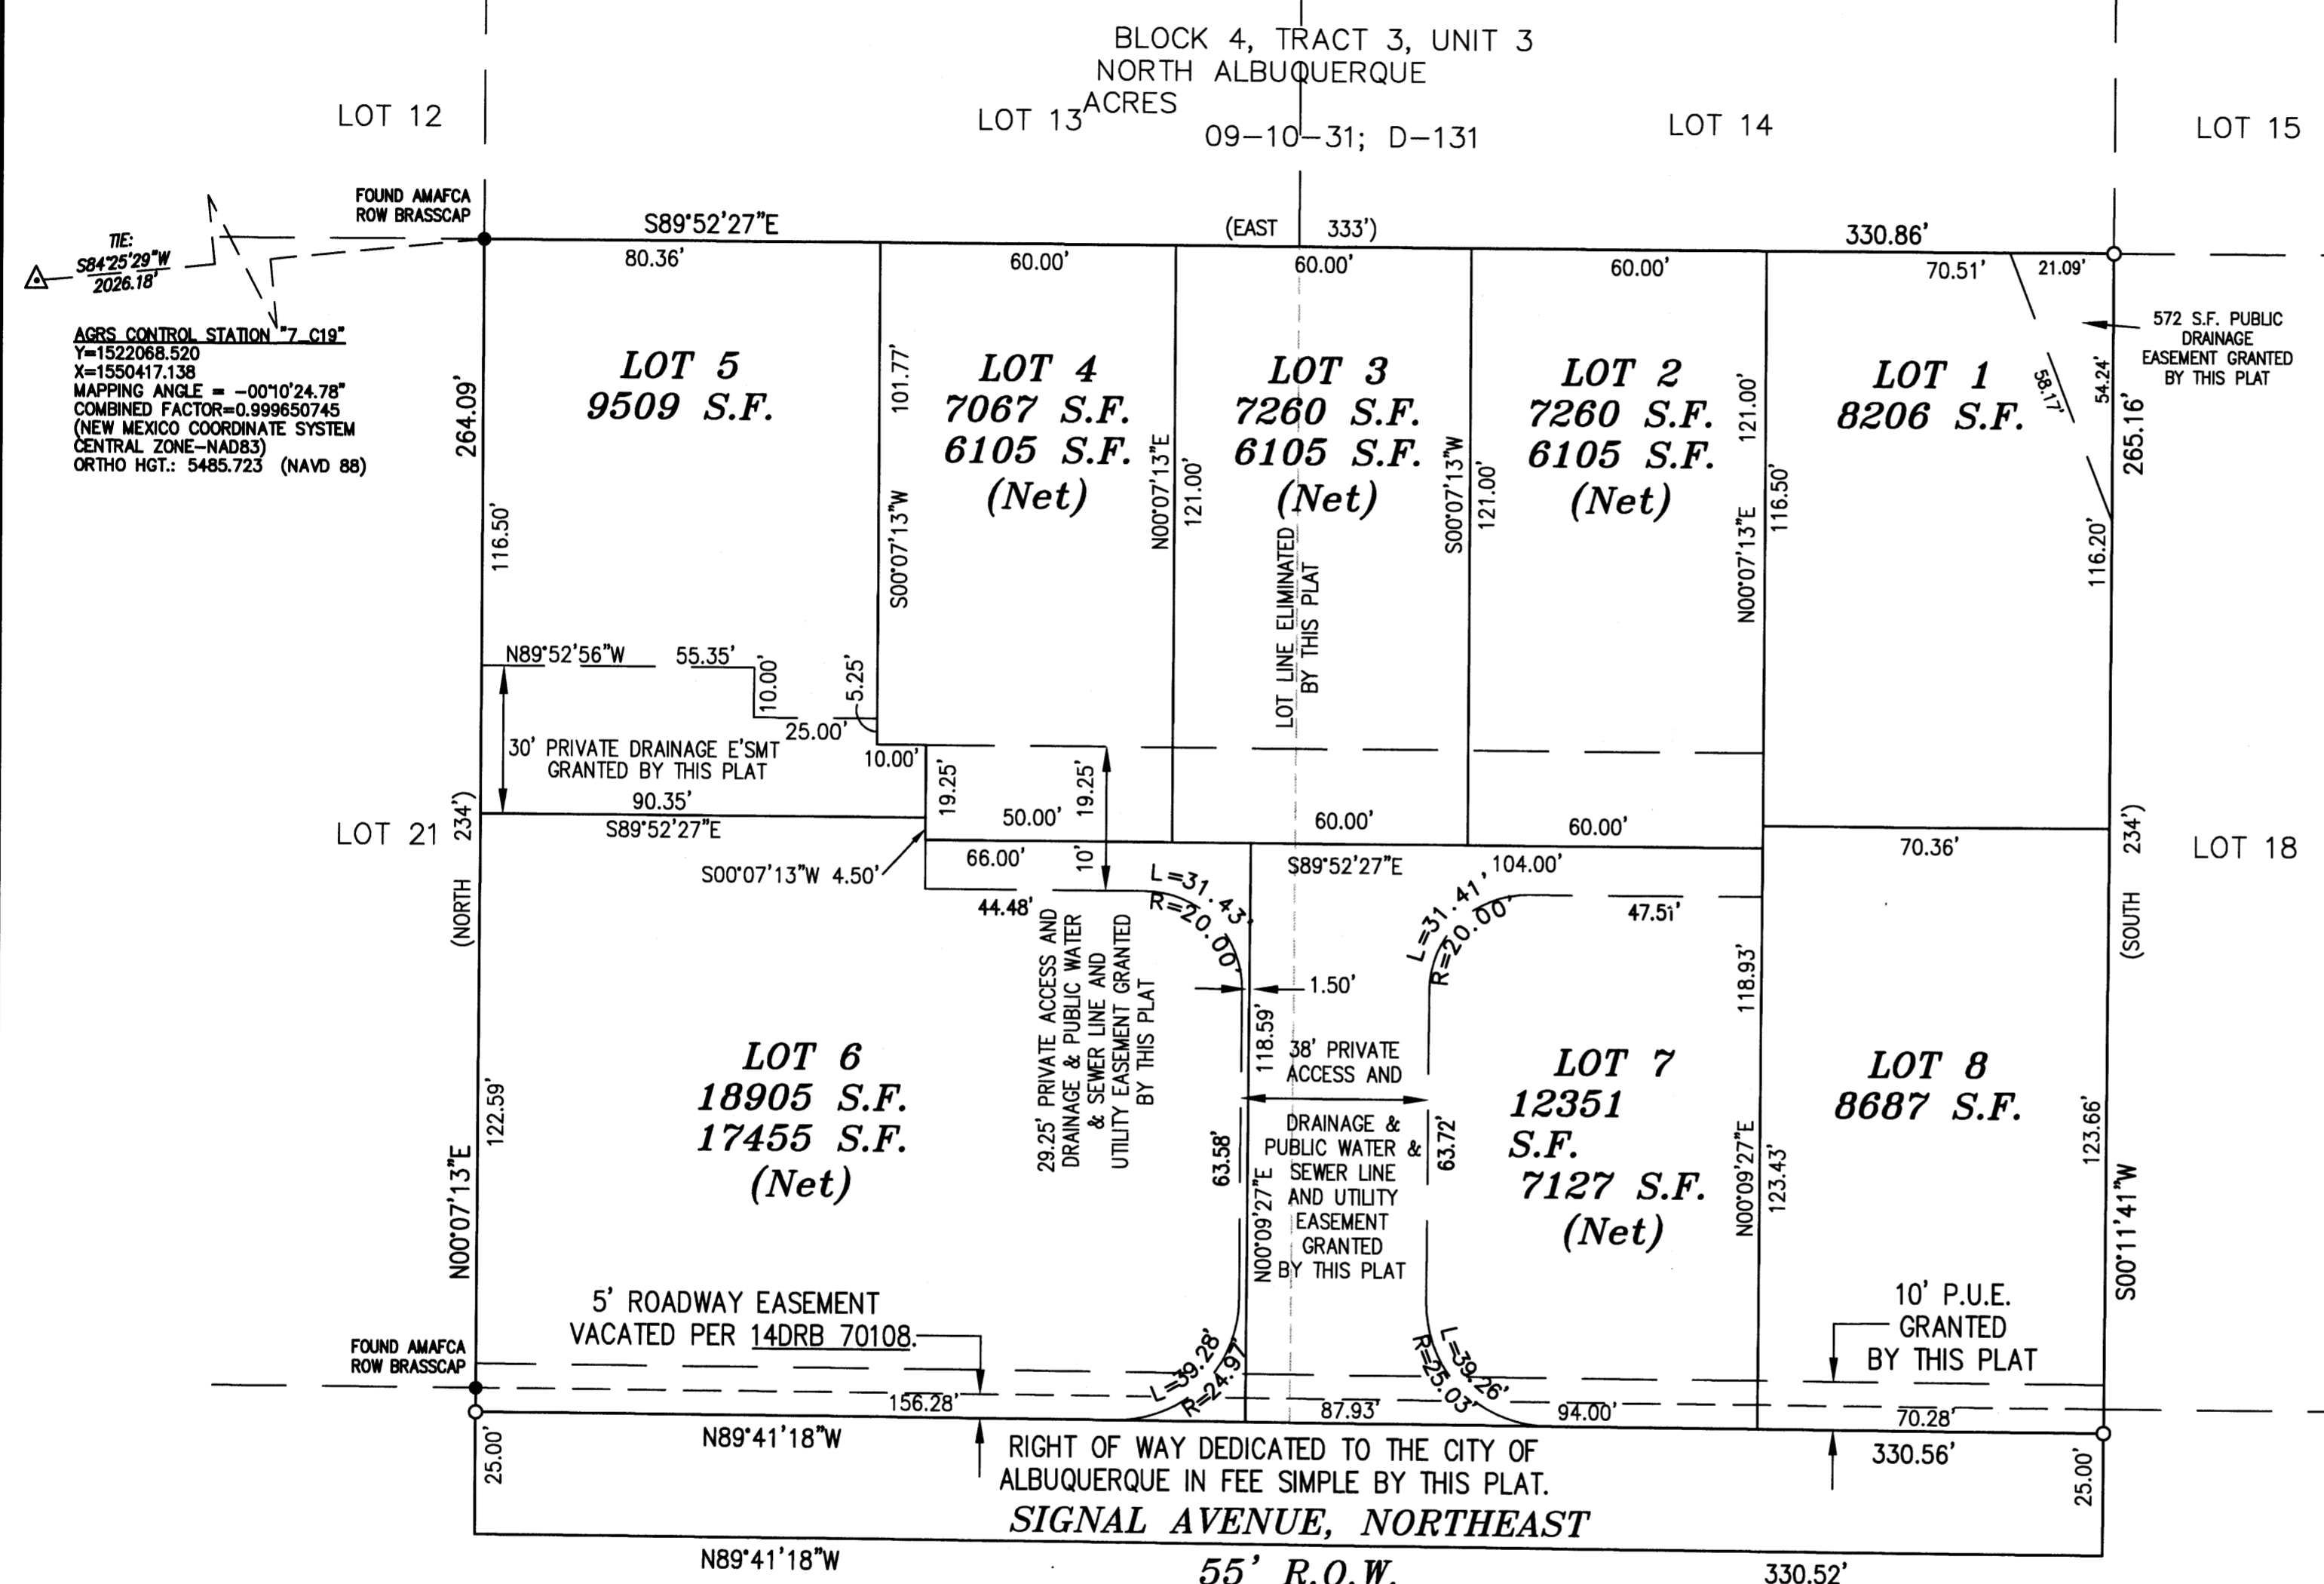 BLOCK 4, TRACT 3, UNIT 3
NORTH ALBUQUERQUE
ACRES
09-10-31; D-131
LOT 12
LOT 13
LOT 14
LOT 15
FOUND AMAFCA
ROW BRASSCAP
S89°52'27"E
(EAST 333')
330.86'
TIE:
S84°25'29"W
2026.18'
AGRS CONTROL STATION "7_C19"
Y=1522068.520
X=1550417.138
MAPPING ANGLE = -00°10'24.78"
COMBINED FACTOR=0.999650745
(NEW MEXICO COORDINATE SYSTEM
CENTRAL ZONE-NAD83)
ORTHO HGT.: 5485.723 (NAVD 88)
80.36'
60.00'
60.00'
60.00'
70.51'
21.09'
572 S.F. PUBLIC
DRAINAGE
EASEMENT GRANTED
BY THIS PLAT
58.17'
54.24'
265.16'
116.20'
264.09'
116.50'
LOT 5
9509 S.F.
101.77'
S00°07'13"W
LOT 4
7067 S.F.
6105 S.F.
(Net)
N00°07'13"E
121.00'
LOT 3
7260 S.F.
6105 S.F.
(Net)
S00°07'13"W
121.00'
LOT 2
7260 S.F.
6105 S.F.
(Net)
121.00'
116.50'
N00°07'13"E
LOT 1
8206 S.F.
LOT LINE ELIMINATED
BY THIS PLAT
N89°52'56"W
55.35'
10.00'
25.00'
5.25'
10.00'
30' PRIVATE DRAINAGE E'SMT
GRANTED BY THIS PLAT
90.35'
S89°52'27"E
19.25'
19.25'
50.00'
60.00'
60.00'
LOT 21
(NORTH 234')
S00°07'13"W 4.50'
66.00'
10'
44.48'
S89°52'27"E
104.00'
70.36'
LOT 18
(SOUTH 234')
L=31.43'
R=20.00'
L=31.41'
R=20.00'
47.51'
1.50'
118.59'
118.93'
29.25' PRIVATE ACCESS AND
DRAINAGE & PUBLIC WATER
& SEWER LINE AND
UTILITY EASEMENT GRANTED
BY THIS PLAT
38' PRIVATE
ACCESS AND
DRAINAGE &
PUBLIC WATER &
SEWER LINE
AND UTILITY
EASEMENT
GRANTED
BY THIS PLAT
LOT 6
18905 S.F.
17455 S.F.
(Net)
LOT 7
12351
S.F.
7127 S.F.
(Net)
LOT 8
8687 S.F.
122.59'
N00°07'13"E
63.58'
N00°09'27"E
63.72'
N00°09'27"E
123.43'
123.66'
S00°11'41"W
5' ROADWAY EASEMENT
VACATED PER 14DRB 70108.
10' P.U.E.
GRANTED
BY THIS PLAT
FOUND AMAFCA
ROW BRASSCAP
L=39.28'
R=24.97'
L=39.26'
R=25.03'
156.28'
87.93'
94.00'
70.28'
N89°41'18"W
330.56'
25.00'
25.00'
RIGHT OF WAY DEDICATED TO THE CITY OF
ALBUQUERQUE IN FEE SIMPLE BY THIS PLAT.
SIGNAL AVENUE, NORTHEAST
N89°41'18"W
55' R.O.W.
330.52'